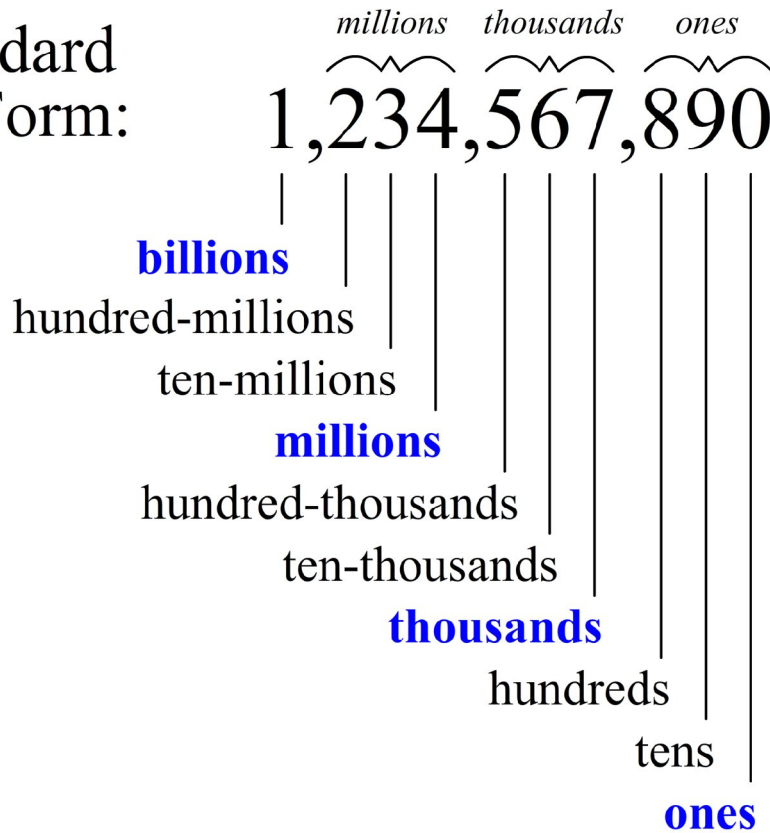 millions thousands ones
dard
orm:
1,234,567,890
billions
hundred-millions
ten-millions
millions
hundred-thousands
ten-thousands
thousands
hundreds
tens
ones